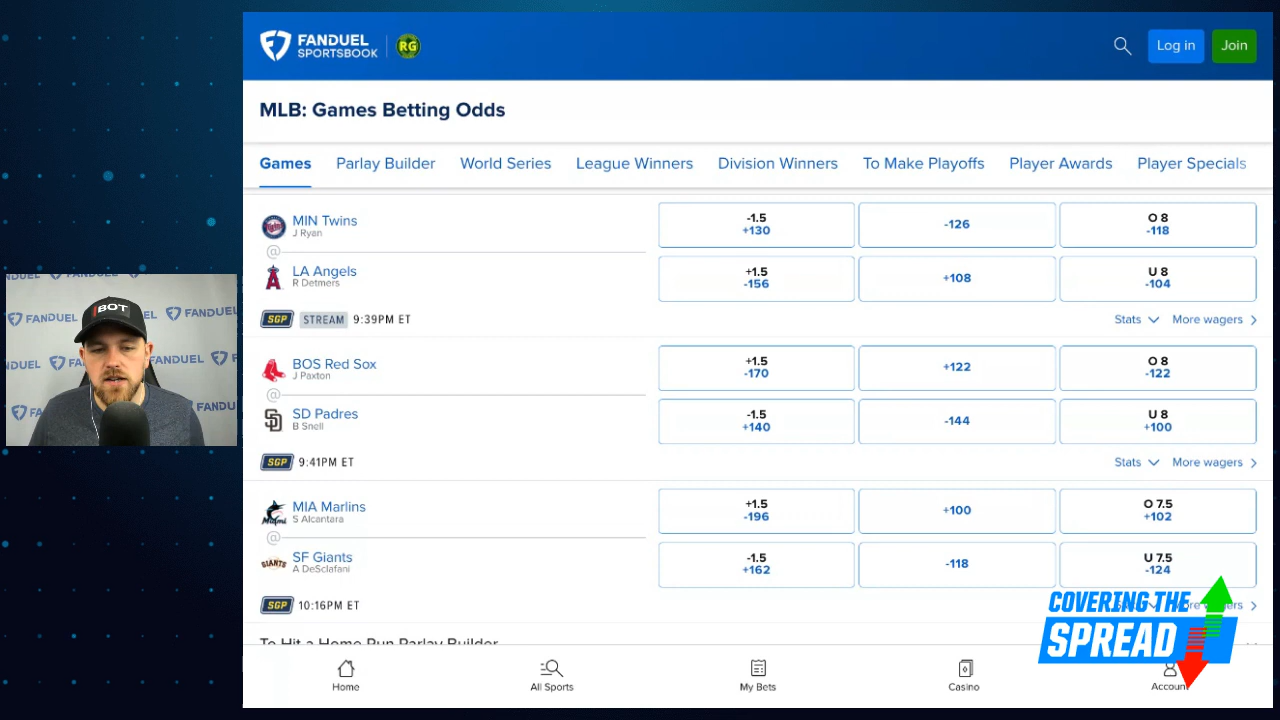 FANDUEL
SPORTSBOOK
RG
Log in
Join
MLB: Games Betting Odds
Games Parlay Builder World Series League Winners Division Winners To Make Playoffs Player Awards Player Specials
MIN Twins
J Ryan
-1.5
+130
-126
O 8
-118
@
LA Angels
R Detmers
+1.5
-156
+108
U 8
-104
SGP STREAM 9:39PM ET
Stats More wagers
BOS Red Sox
J Paxton
+1.5
-170
+122
O 8
-122
@
SD Padres
B Snell
-1.5
+140
-144
U 8
+100
SGP 9:41PM ET
Stats More wagers
MIA Marlins
S Alcantara
+1.5
-196
+100
O 7.5
+102
@
SF Giants
A DeSclafani
-1.5
+162
-118
U 7.5
-124
SGP 10:16PM ET
To Hit a Home Run Parlay Builder
Home
All Sports
My Bets
Casino
Account
COVERING THE
SPREAD
BOT
FANDUEL
FANDUEL